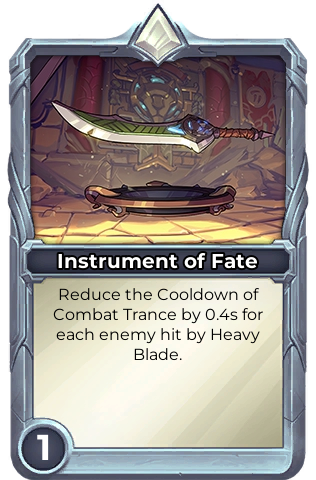 Instrument of Fate
Reduce the Cooldown of
Combat Trance by 0.4s for
each enemy hit by Heavy
Blade.
1